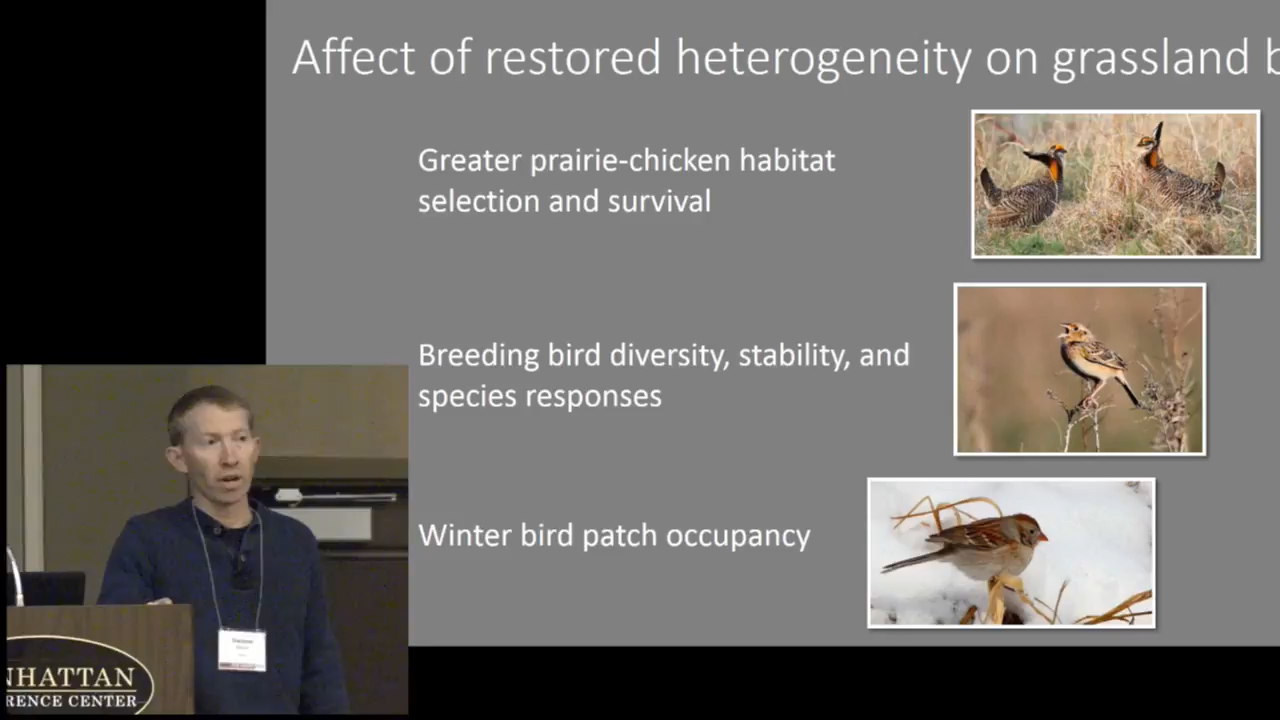 Affect of restored heterogeneity on grassland b
Greater prairie-chicken habitat
selection and survival
Breeding bird diversity, stability, and
species responses
Winter bird patch occupancy
NHATTAN
RENCE CENTER